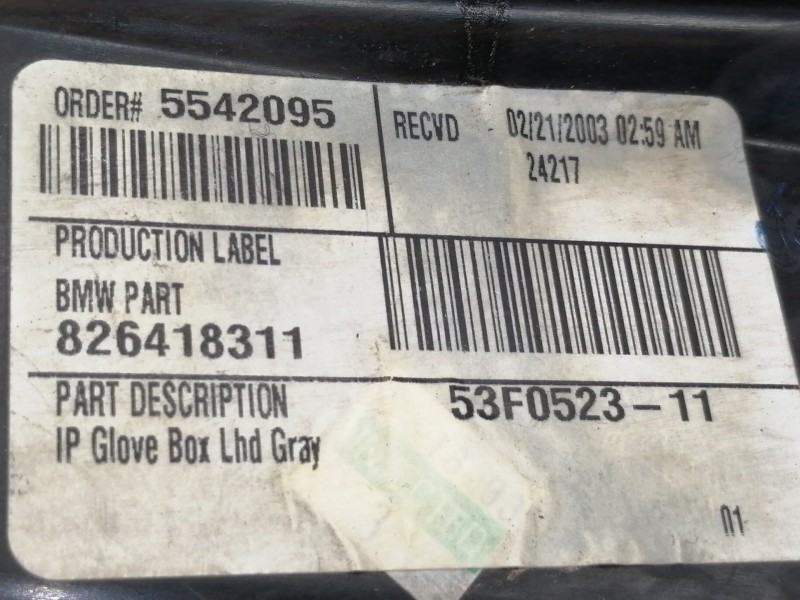 ORDER# 5542095
RECVD 02/21/2003 02:59 AM
24217
PRODUCTION LABEL
BMW PART
826418311
PART DESCRIPTION
53F0523-11
IP Glove Box Lhd Gray
01